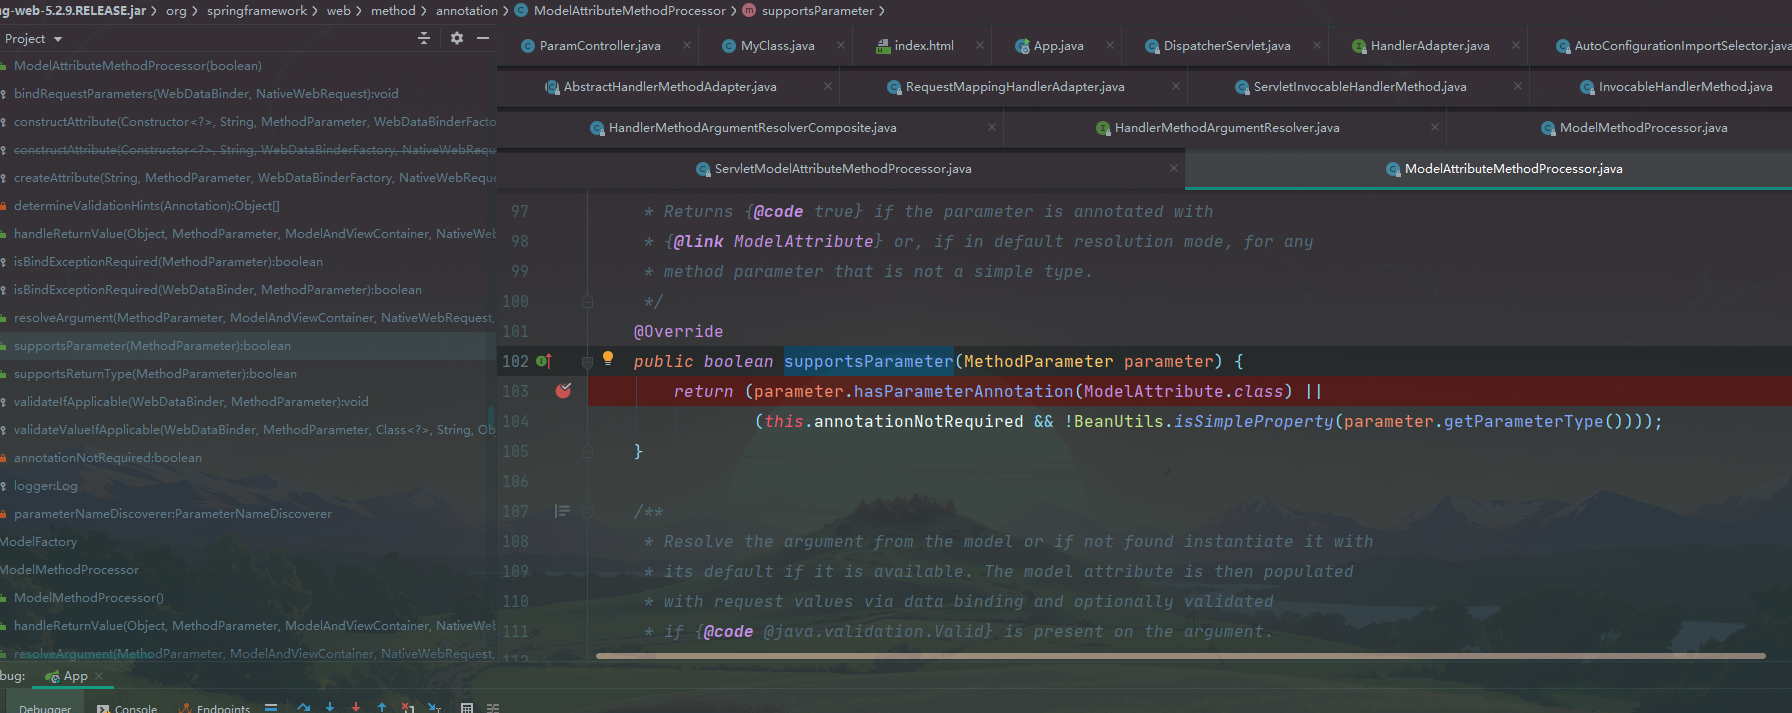 ng-web-5.2.9.RELEASE.jar org springframework web method annotation ModelAttributeMethodProcessor supportsParameter
Project
ModelAttributeMethodProcessor(boolean)
bindRequestParameters(WebDataBinder, NativeWebRequest):void
constructAttribute(Constructor<?>, String, MethodParameter, WebDataBinderFacto
constructAttribute(Constructor<?>, String, WebDataBinderFactory, NativeWebRequ
createAttribute(String, MethodParameter, WebDataBinderFactory, NativeWebReque
determineValidationHints(Annotation):Object[]
handleReturnValue(Object, MethodParameter, ModelAndViewContainer, NativeWeb
isBindExceptionRequired(MethodParameter):boolean
isBindExceptionRequired(WebDataBinder, MethodParameter):boolean
resolveArgument(MethodParameter, ModelAndViewContainer, NativeWebRequest,
supportsParameter(MethodParameter):boolean
supportsReturnType(MethodParameter):boolean
validateIfApplicable(WebDataBinder, MethodParameter):void
validateValueIfApplicable(WebDataBinder, MethodParameter, Class<?>, String, Ob
annotationNotRequired:boolean
logger:Log
parameterNameDiscoverer:ParameterNameDiscoverer
ModelFactory
ModelMethodProcessor
ModelMethodProcessor()
handleReturnValue(Object, MethodParameter, ModelAndViewContainer, NativeWeb
resolveArgument(MethodParameter, ModelAndViewContainer, NativeWebRequest,
ParamController.java MyClass.java index.html App.java DispatcherServlet.java HandlerAdapter.java AutoConfigurationImportSelector.java
AbstractHandlerMethodAdapter.java RequestMappingHandlerAdapter.java ServletInvocableHandlerMethod.java InvocableHandlerMethod.java
HandlerMethodArgumentResolverComposite.java HandlerMethodArgumentResolver.java ModelMethodProcessor.java
ServletModelAttributeMethodProcessor.java ModelAttributeMethodProcessor.java
97 * Returns {@code true} if the parameter is annotated with
98 * {@link ModelAttribute} or, if in default resolution mode, for any
99 * method parameter that is not a simple type.
100 */
101 @Override
102 public boolean supportsParameter(MethodParameter parameter) {
103 return (parameter.hasParameterAnnotation(ModelAttribute.class) ||
104 (this.annotationNotRequired && !BeanUtils.isSimpleProperty(parameter.getParameterType())));
105 }
106
107 /**
108 * Resolve the argument from the model or if not found instantiate it with
109 * its default if it is available. The model attribute is then populated
110 * with request values via data binding and optionally validated
111 * if {@code @java.validation.Valid} is present on the argument.
112
bug: App
Debugger Console Endpoints